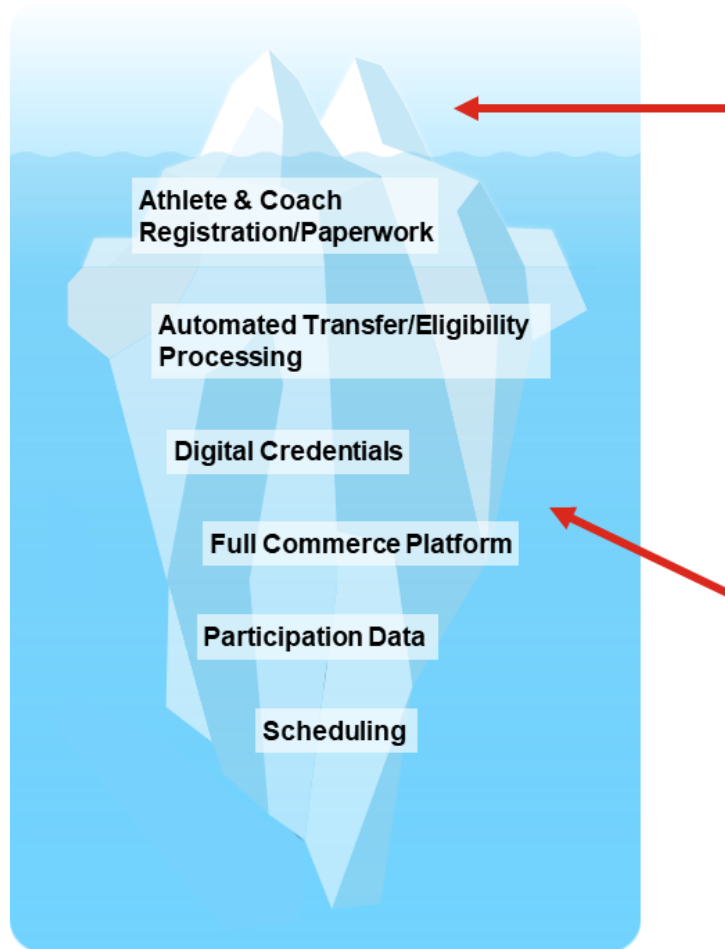 Athlete & Coach
Registration/Paperwork
Automated Transfer/Eligibility
Processing
Digital Credentials
Full Commerce Platform
Participation Data
Scheduling